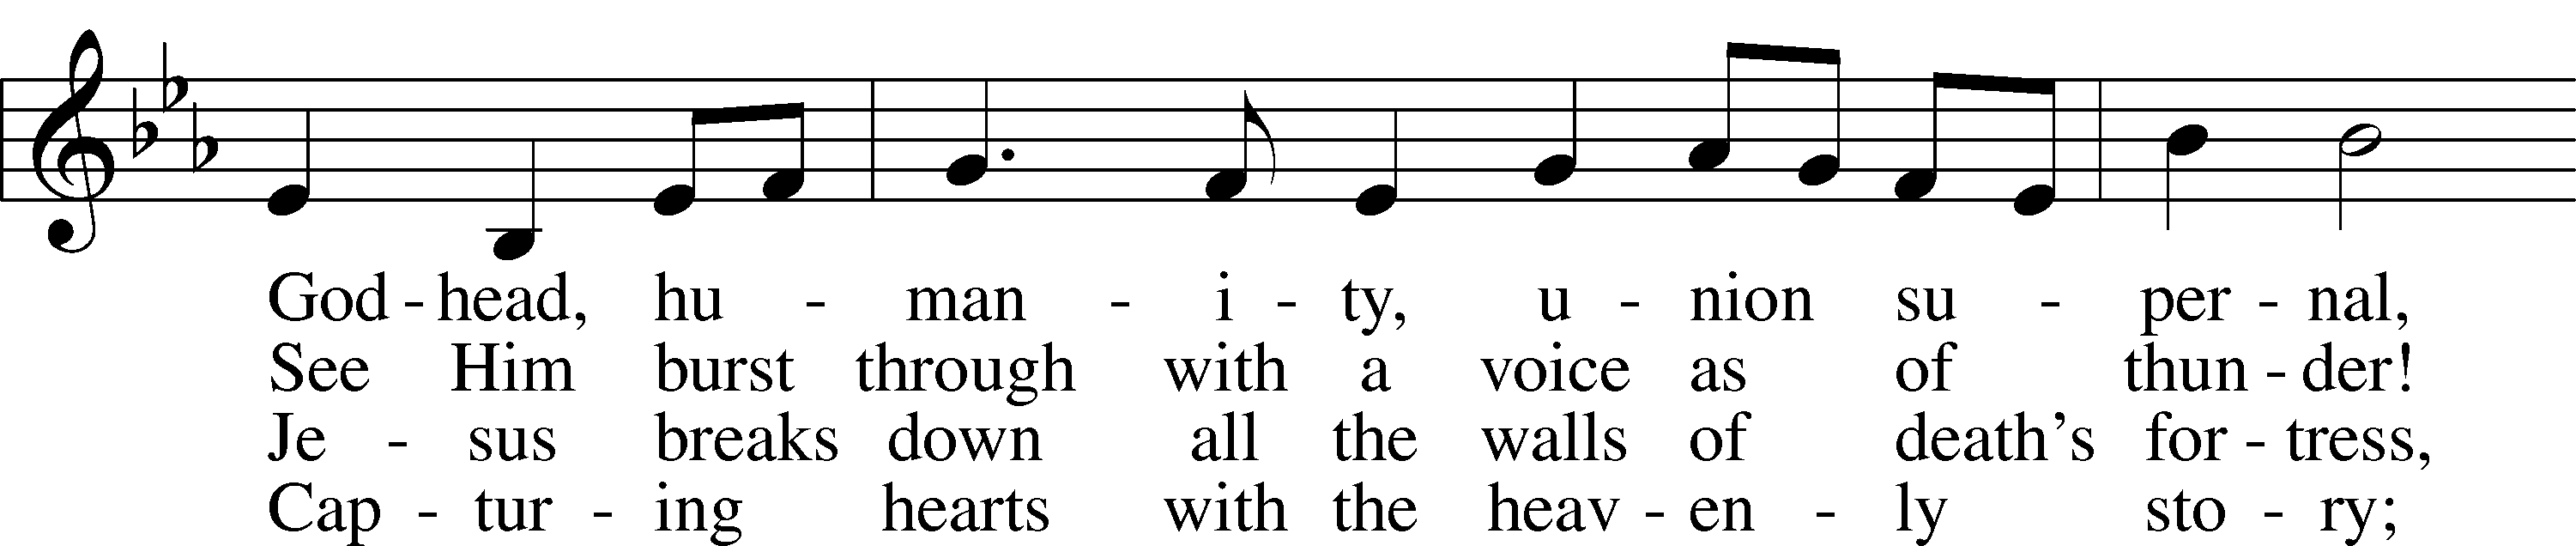 God - head, hu - man - i - ty, u - nion su - per - nal,
See Him burst through with a voice as of thun - der!
Je - sus breaks down all the walls of death's for - tress,
Cap - tur - ing hearts with the heav - en - ly sto - ry;